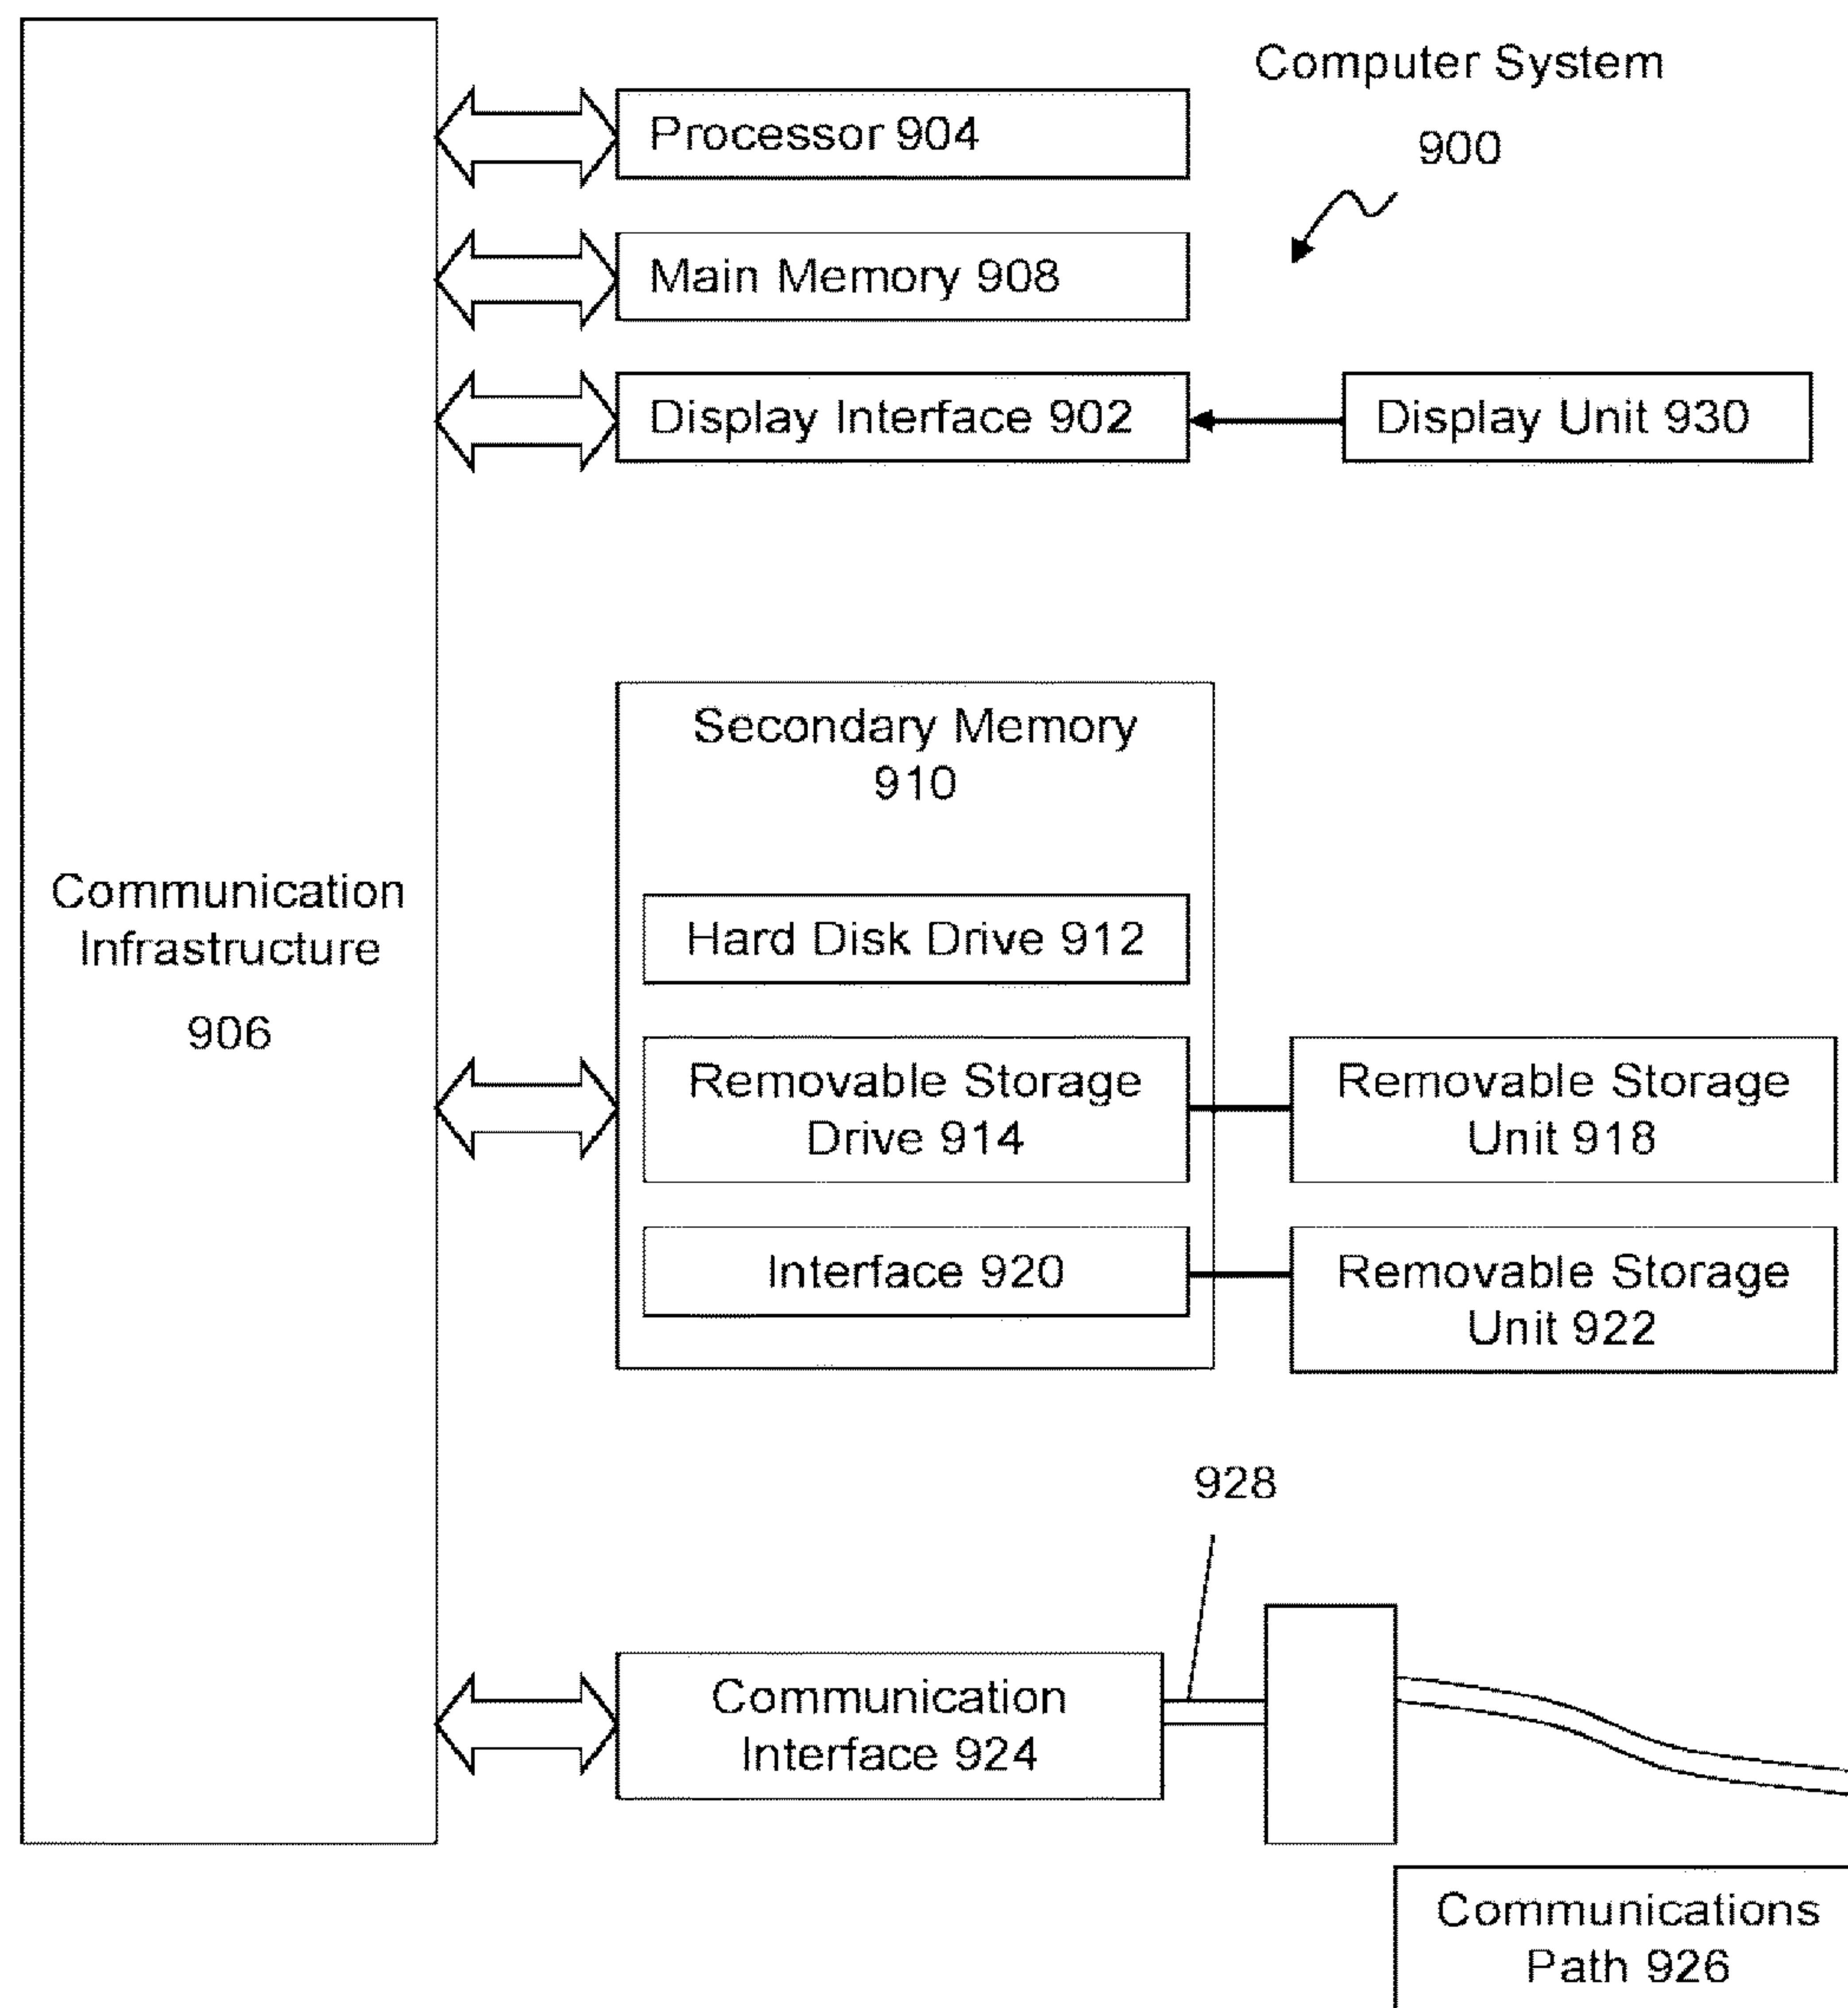 Computer System
900
Processor 904
Main Memory 908
Display Interface 902
Display Unit 930
Secondary Memory
910
Communication
Infrastructure
906
Hard Disk Drive 912
Removable Storage
Drive 914
Removable Storage
Unit 918
Interface 920
Removable Storage
Unit 922
928
Communication
Interface 924
Communications
Path 926